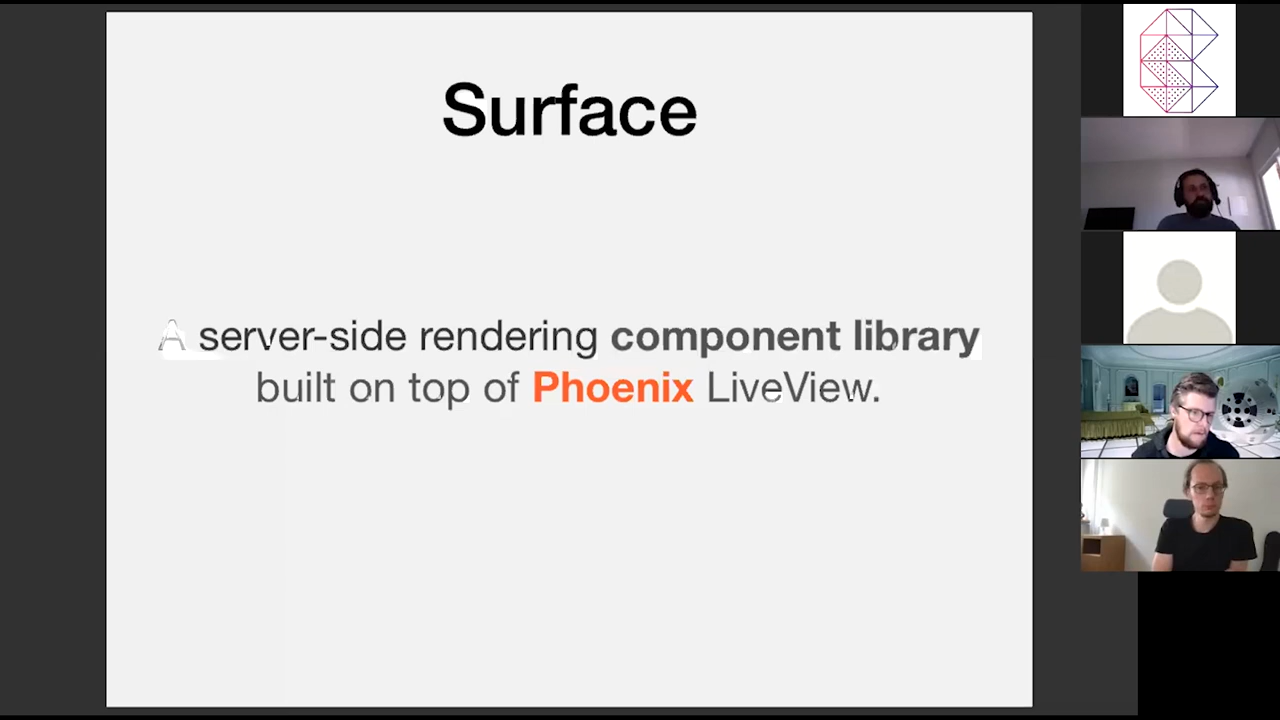 Surface
A server-side rendering component library
built on top of Phoenix LiveView.